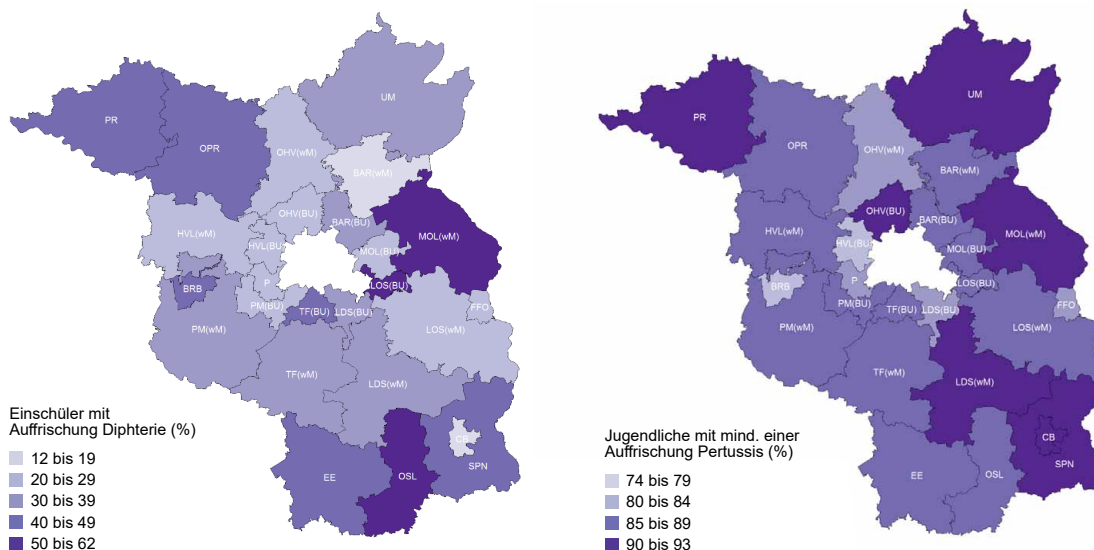 PR
OPR
UM
OHV(wM)
BAR(wM)
OHV(BU)
BAR(BU)
MOL(wM)
HVL(wM)
HVL(BU)
MOL(BU)
BRB
P
LOS(BU)
PM(BU)
TF(BU)
LDS(BU)
FFO
PM(wM)
LOS(wM)
TF(wM)
LDS(wM)
CB
SPN
EE
OSL
Einschüler mit
Auffrischung Diphterie (%)
12 bis 19
20 bis 29
30 bis 39
40 bis 49
50 bis 62
PR
OPR
UM
OHV(wM)
BAR(wM)
OHV(BU)
BAR(BU)
MOL(wM)
HVL(wM)
HVL(BU)
MOL(BU)
BRB
P
LOS(BU)
PM(BU)
TF(BU)
LDS(BU)
FFO
PM(wM)
LOS(wM)
TF(wM)
LDS(wM)
CB
SPN
EE
OSL
Jugendliche mit mind. einer
Auffrischung Pertussis (%)
74 bis 79
80 bis 84
85 bis 89
90 bis 93